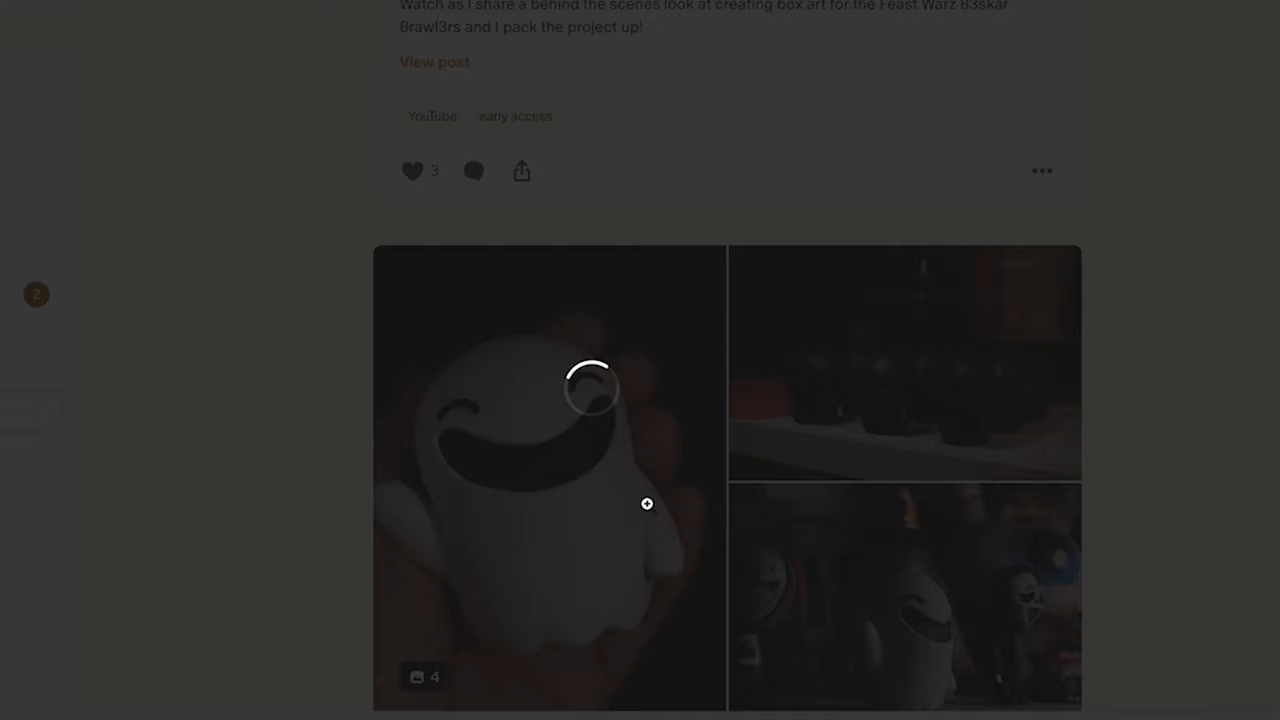 Watch as I share a behind the scenes look at creating box art for the Feast Warz B3skar
Brawl3rs and I pack the project up!
View post
YouTube early access
3
2
4